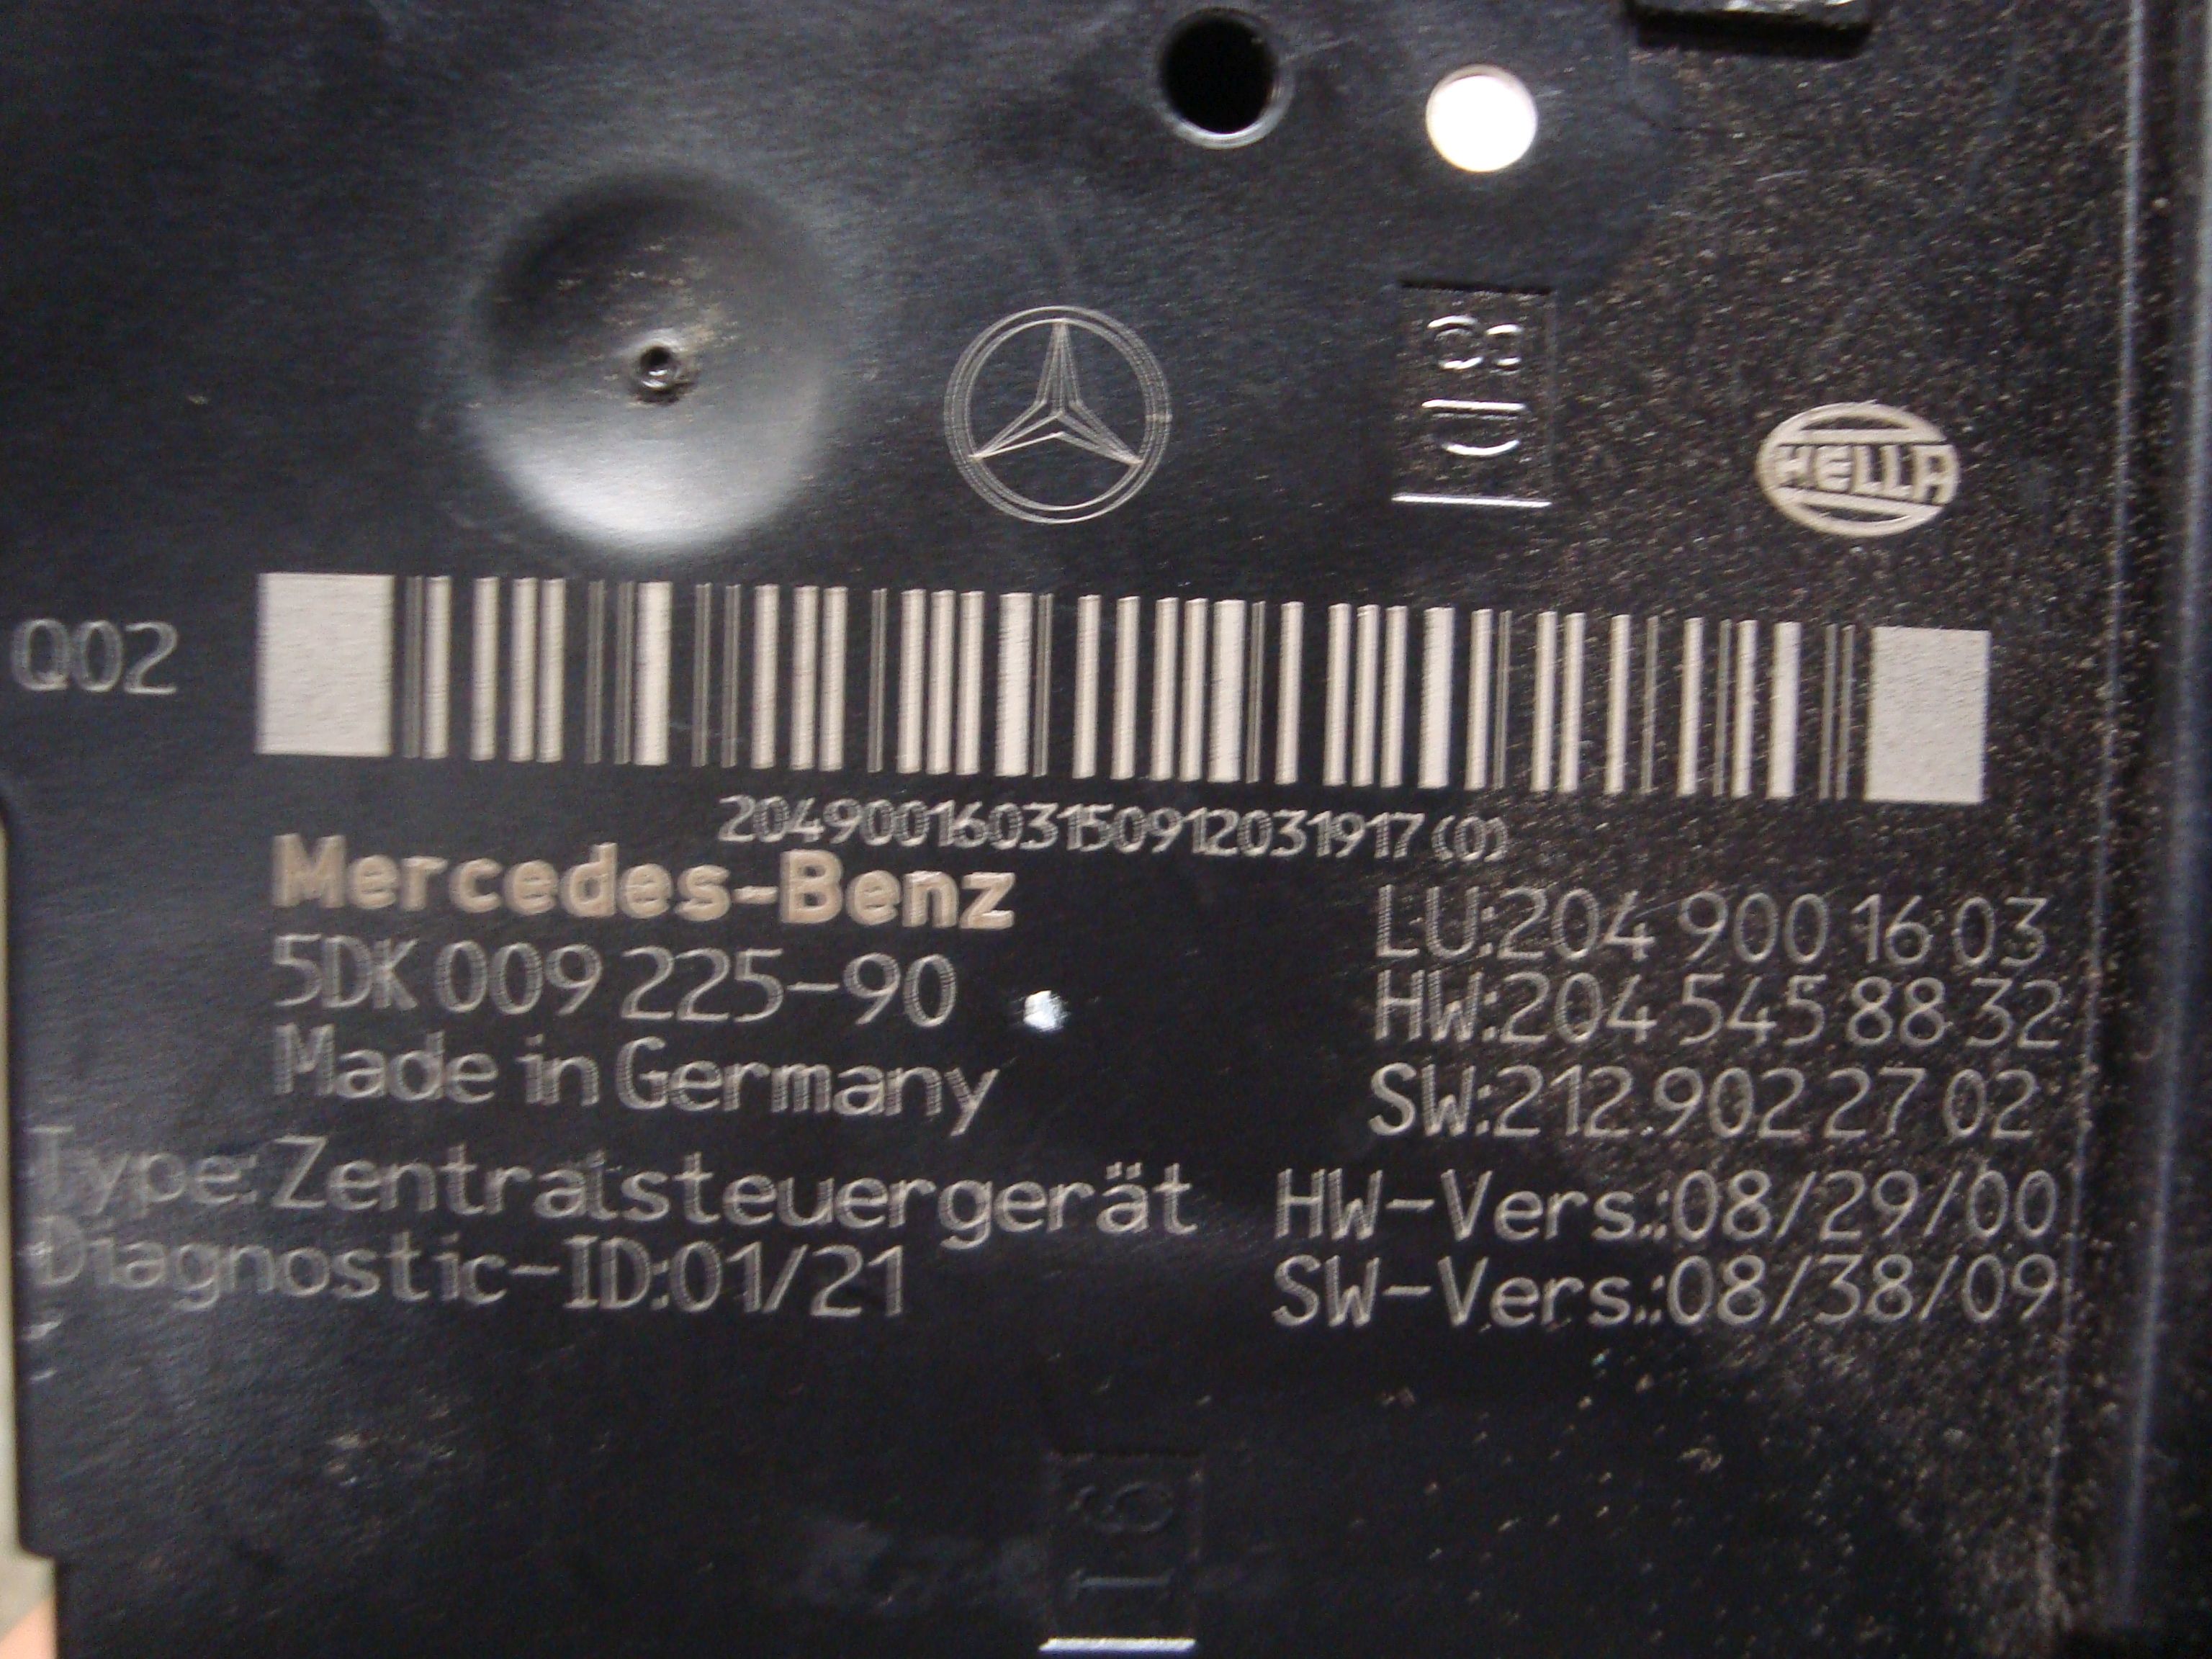 HELLA
Q02
2049001603150912031917(0)
Mercedes-Benz
5DK 009 225-90
Made in Germany
Type:Zentralsteuergerät
Diagnostic-ID:01/21
LU:204 900 16 03
HW:204 545 88 32
SW:212 902 27 02
HW-Vers.:08/29/00
SW-Vers.:08/38/09
16